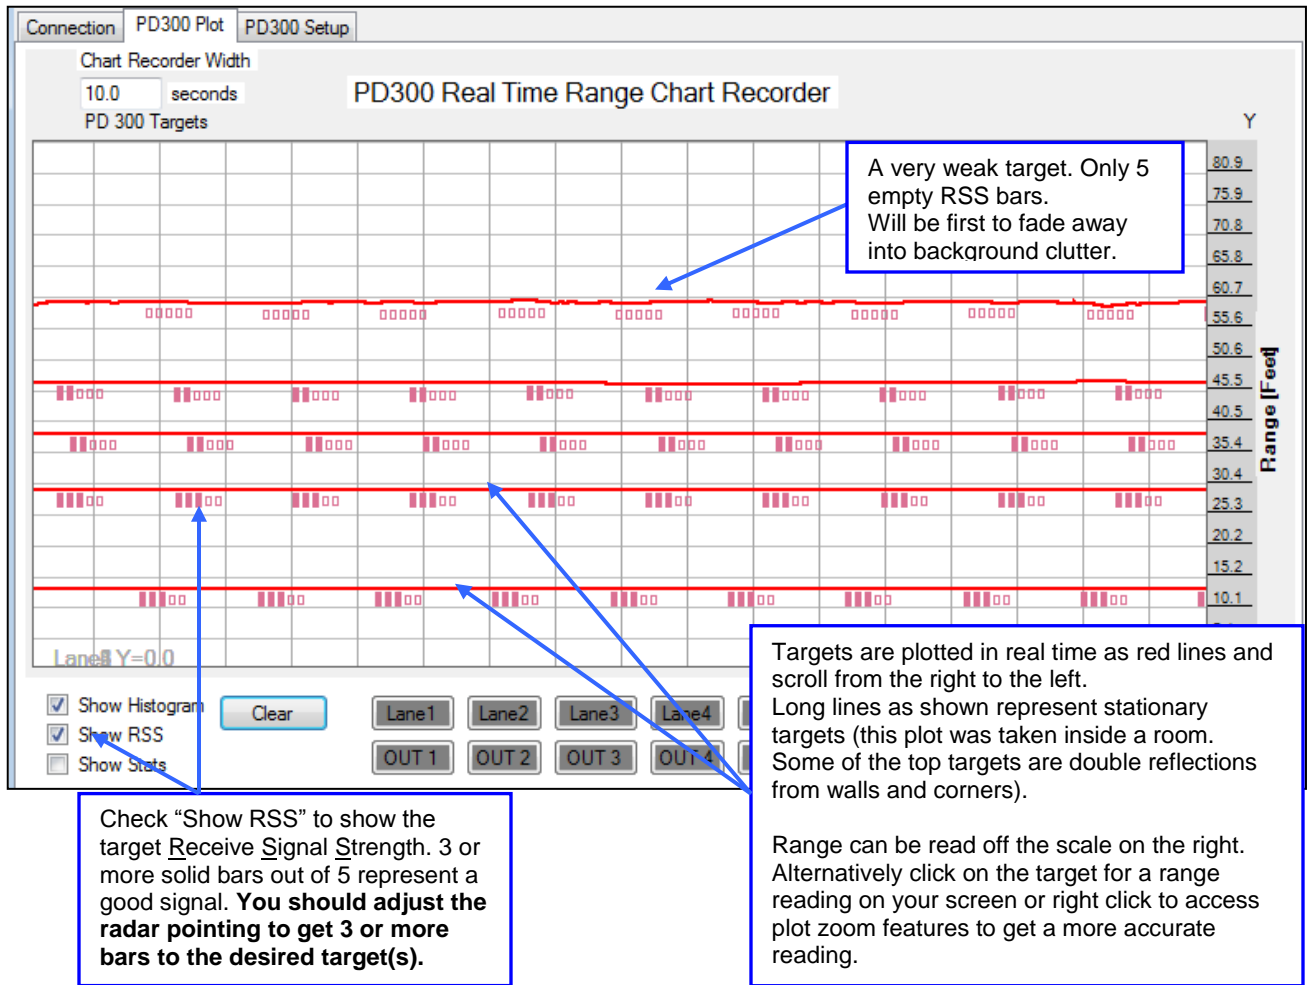 Connection PD300 Plot PD300 Setup
Chart Recorder Width
10.0 seconds
PD300 Real Time Range Chart Recorder
PD 300 Targets
Y
80.9
75.9
70.8
65.8
60.7
55.6
50.6
45.5
40.5
35.4
30.4
25.3
20.2
15.2
10.1
Range [Feet]
A very weak target. Only 5
empty RSS bars.
Will be first to fade away
into background clutter.
Y=0.0
Show Histogram
Show RSS
Show Stats
Clear
Lane1 Lane2 Lane3 Lane4
OUT 1 OUT 2 OUT 3 OUT 4
Targets are plotted in real time as red lines and
scroll from the right to the left.
Long lines as shown represent stationary
targets (this plot was taken inside a room.
Some of the top targets are double reflections
from walls and corners).
Range can be read off the scale on the right.
Alternatively click on the target for a range
reading on your screen or right click to access
plot zoom features to get a more accurate
reading.
Check “Show RSS” to show the
target Receive Signal Strength. 3 or
more solid bars out of 5 represent a
good signal. You should adjust the
radar pointing to get 3 or more
bars to the desired target(s).